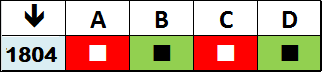 🡻 A B C D
1804 ■ ■ ■ ■